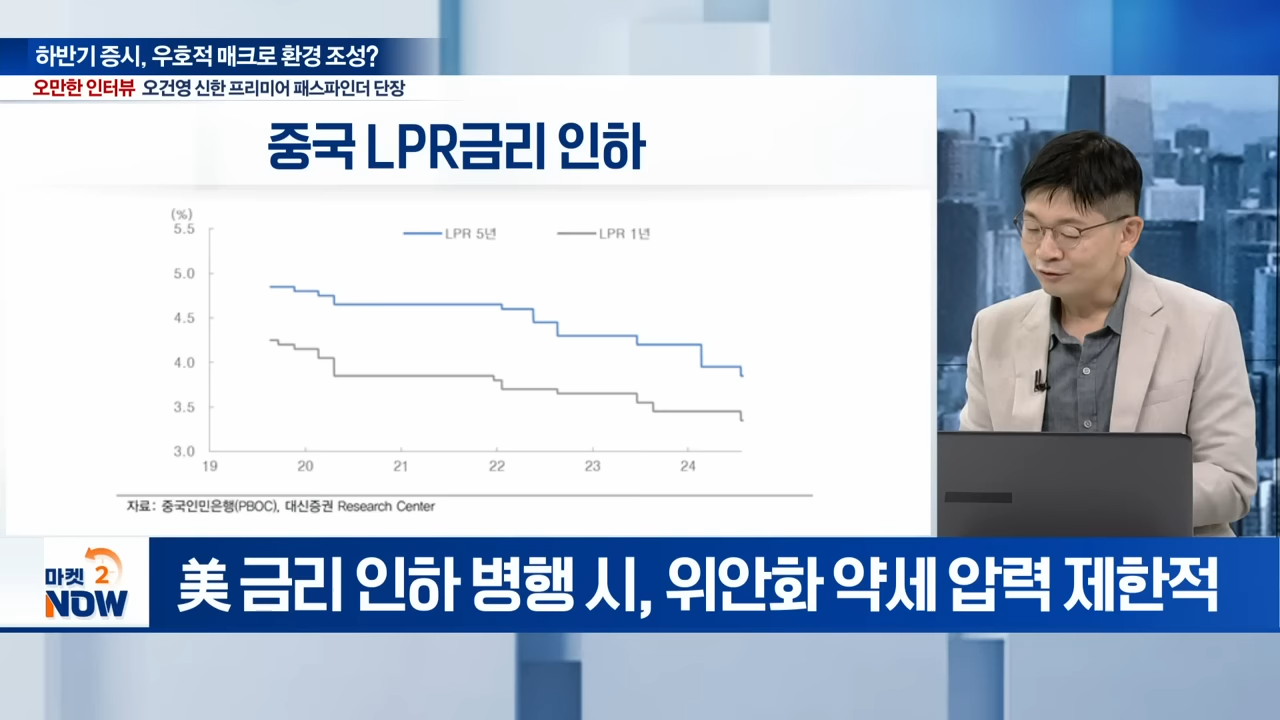 하반기 증시, 우호적 매크로 환경 조성?
오만한 인터뷰 오건영 신한 프리미어 패스파인더 단장
중국 LPR금리 인하
(%)
5.5
5.0
4.5
4.0
3.5
3.0
LPR 5년 LPR 1년
19 20 21 22 23 24
자료: 중국인민은행(PBOC), 대신증권 Research Center
마켓 2
NOW
美 금리 인하 병행 시, 위안화 약세 압력 제한적